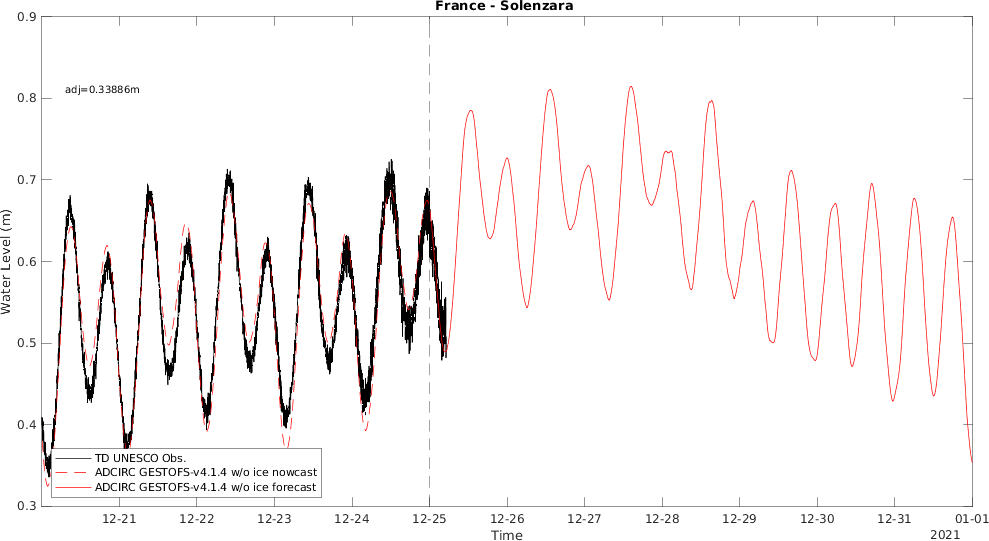 France - Solenzara
0.9
0.8
0.7
0.6
0.5
0.4
0.3
Water Level (m)
adj=0.33886m
TD UNESCO Obs.
ADCIRC GESTOFS-v4.1.4 w/o ice nowcast
ADCIRC GESTOFS-v4.1.4 w/o ice forecast
12-21 12-22 12-23 12-24 12-25 12-26 12-27 12-28 12-29 12-30 12-31 01-01
Time
2021